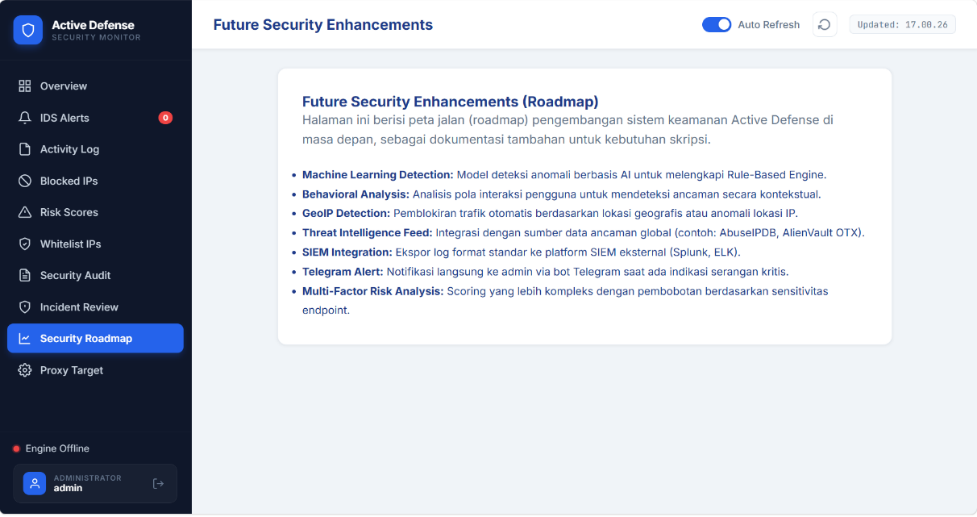 Active Defense
SECURITY MONITOR
Overview
IDS Alerts
0
Activity Log
Blocked IPs
Risk Scores
Whitelist IPs
Security Audit
Incident Review
Security Roadmap
Proxy Target
Engine Offline
ADMINISTRATOR
admin
Future Security Enhancements
Auto Refresh
Updated: 17.08.26
Future Security Enhancements (Roadmap)
Halaman ini berisi peta jalan (roadmap) pengembangan sistem keamanan Active Defense di
masa depan, sebagai dokumentasi tambahan untuk kebutuhan skripsi.
• Machine Learning Detection: Model deteksi anomali berbasis AI untuk melengkapi Rule-Based Engine.
• Behavioral Analysis: Analisis pola interaksi pengguna untuk mendeteksi ancaman secara kontekstual.
• GeoIP Detection: Pemblokiran trafik otomatis berdasarkan lokasi geografis atau anomali lokasi IP.
• Threat Intelligence Feed: Integrasi dengan sumber data ancaman global (contoh: AbuseIPDB, AlienVault OTX).
• SIEM Integration: Ekspor log format standar ke platform SIEM eksternal (Splunk, ELK).
• Telegram Alert: Notifikasi langsung ke admin via bot Telegram saat ada indikasi serangan kritis.
• Multi-Factor Risk Analysis: Scoring yang lebih kompleks dengan pembobotan berdasarkan sensitivitas
endpoint.